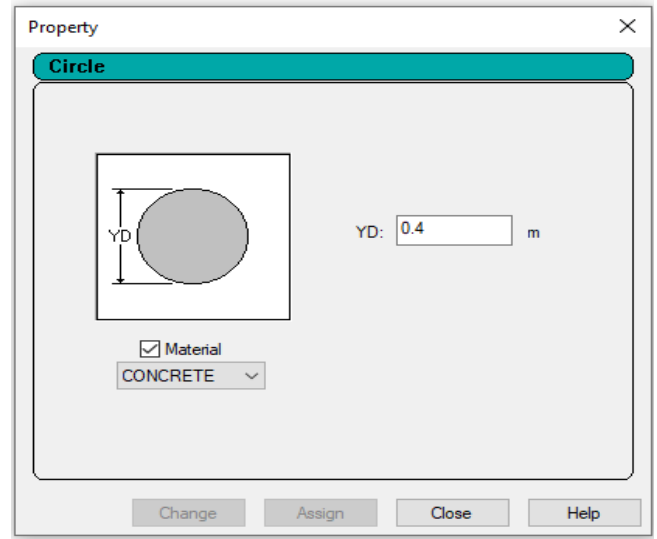 Property
Circle
YD
YD: 0.4 m
Material
CONCRETE
Change Assign Close Help